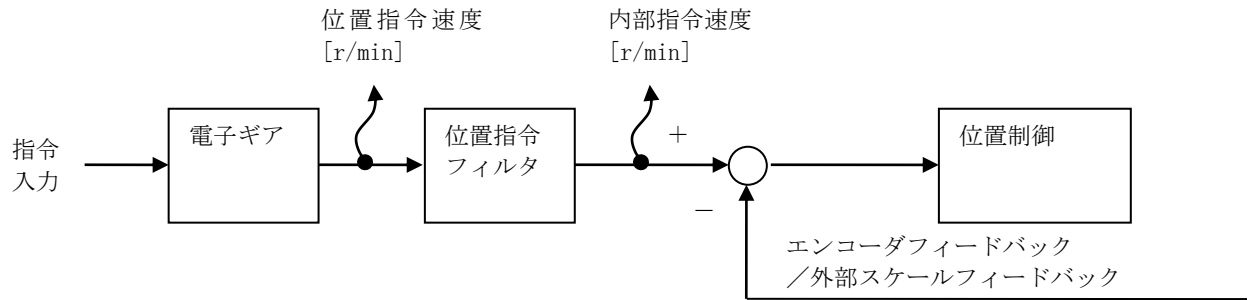 位置指令速度
[r/min]
内部指令速度
[r/min]
指令
入力
電子ギア
位置指令
フィルタ
＋
－
位置制御
エンコーダフィードバック
／外部スケールフィードバック